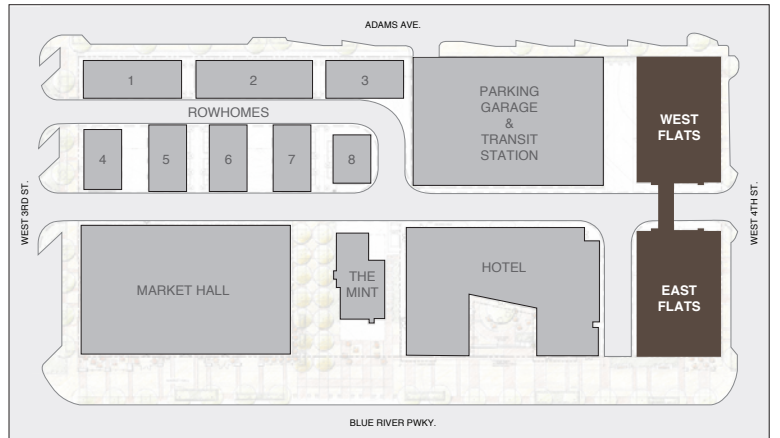 ADAMS AVE.
1
2
3
ROWHOMES
PARKING
GARAGE
&
TRANSIT
STATION
WEST
FLATS
4
5
6
7
8
WEST 3RD ST.
WEST 4TH ST.
MARKET HALL
THE
MINT
HOTEL
EAST
FLATS
BLUE RIVER PWKY.